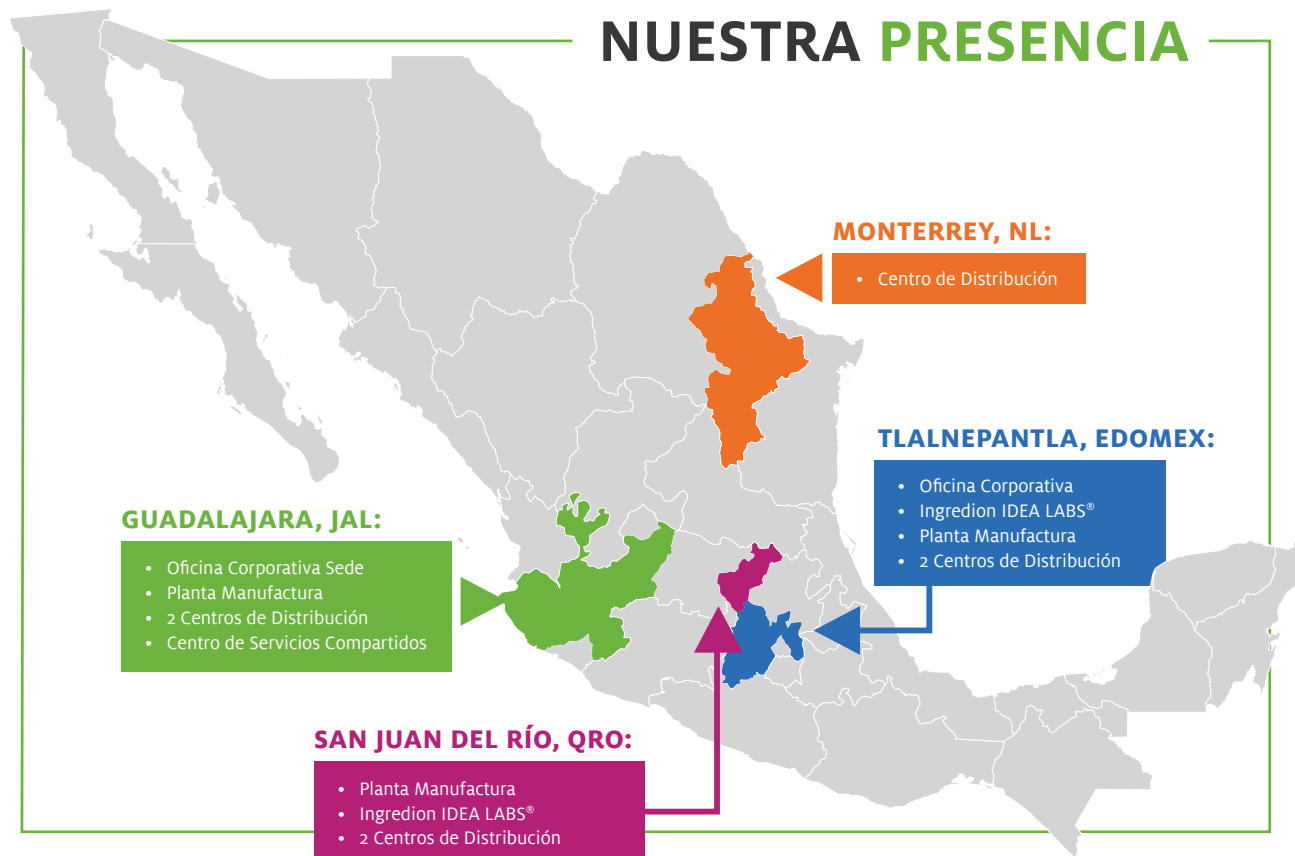 NUESTRA PRESENCIA
MONTERREY, NL:
• Centro de Distribución
TLALNEPANTLA, EDOMEX:
• Oficina Corporativa
• Ingredion IDEA LABS®
• Planta Manufactura
• 2 Centros de Distribución
GUADALAJARA, JAL:
• Oficina Corporativa Sede
• Planta Manufactura
• 2 Centros de Distribución
• Centro de Servicios Compartidos
SAN JUAN DEL RÍO, QRO:
• Planta Manufactura
• Ingredion IDEA LABS®
• 2 Centros de Distribución